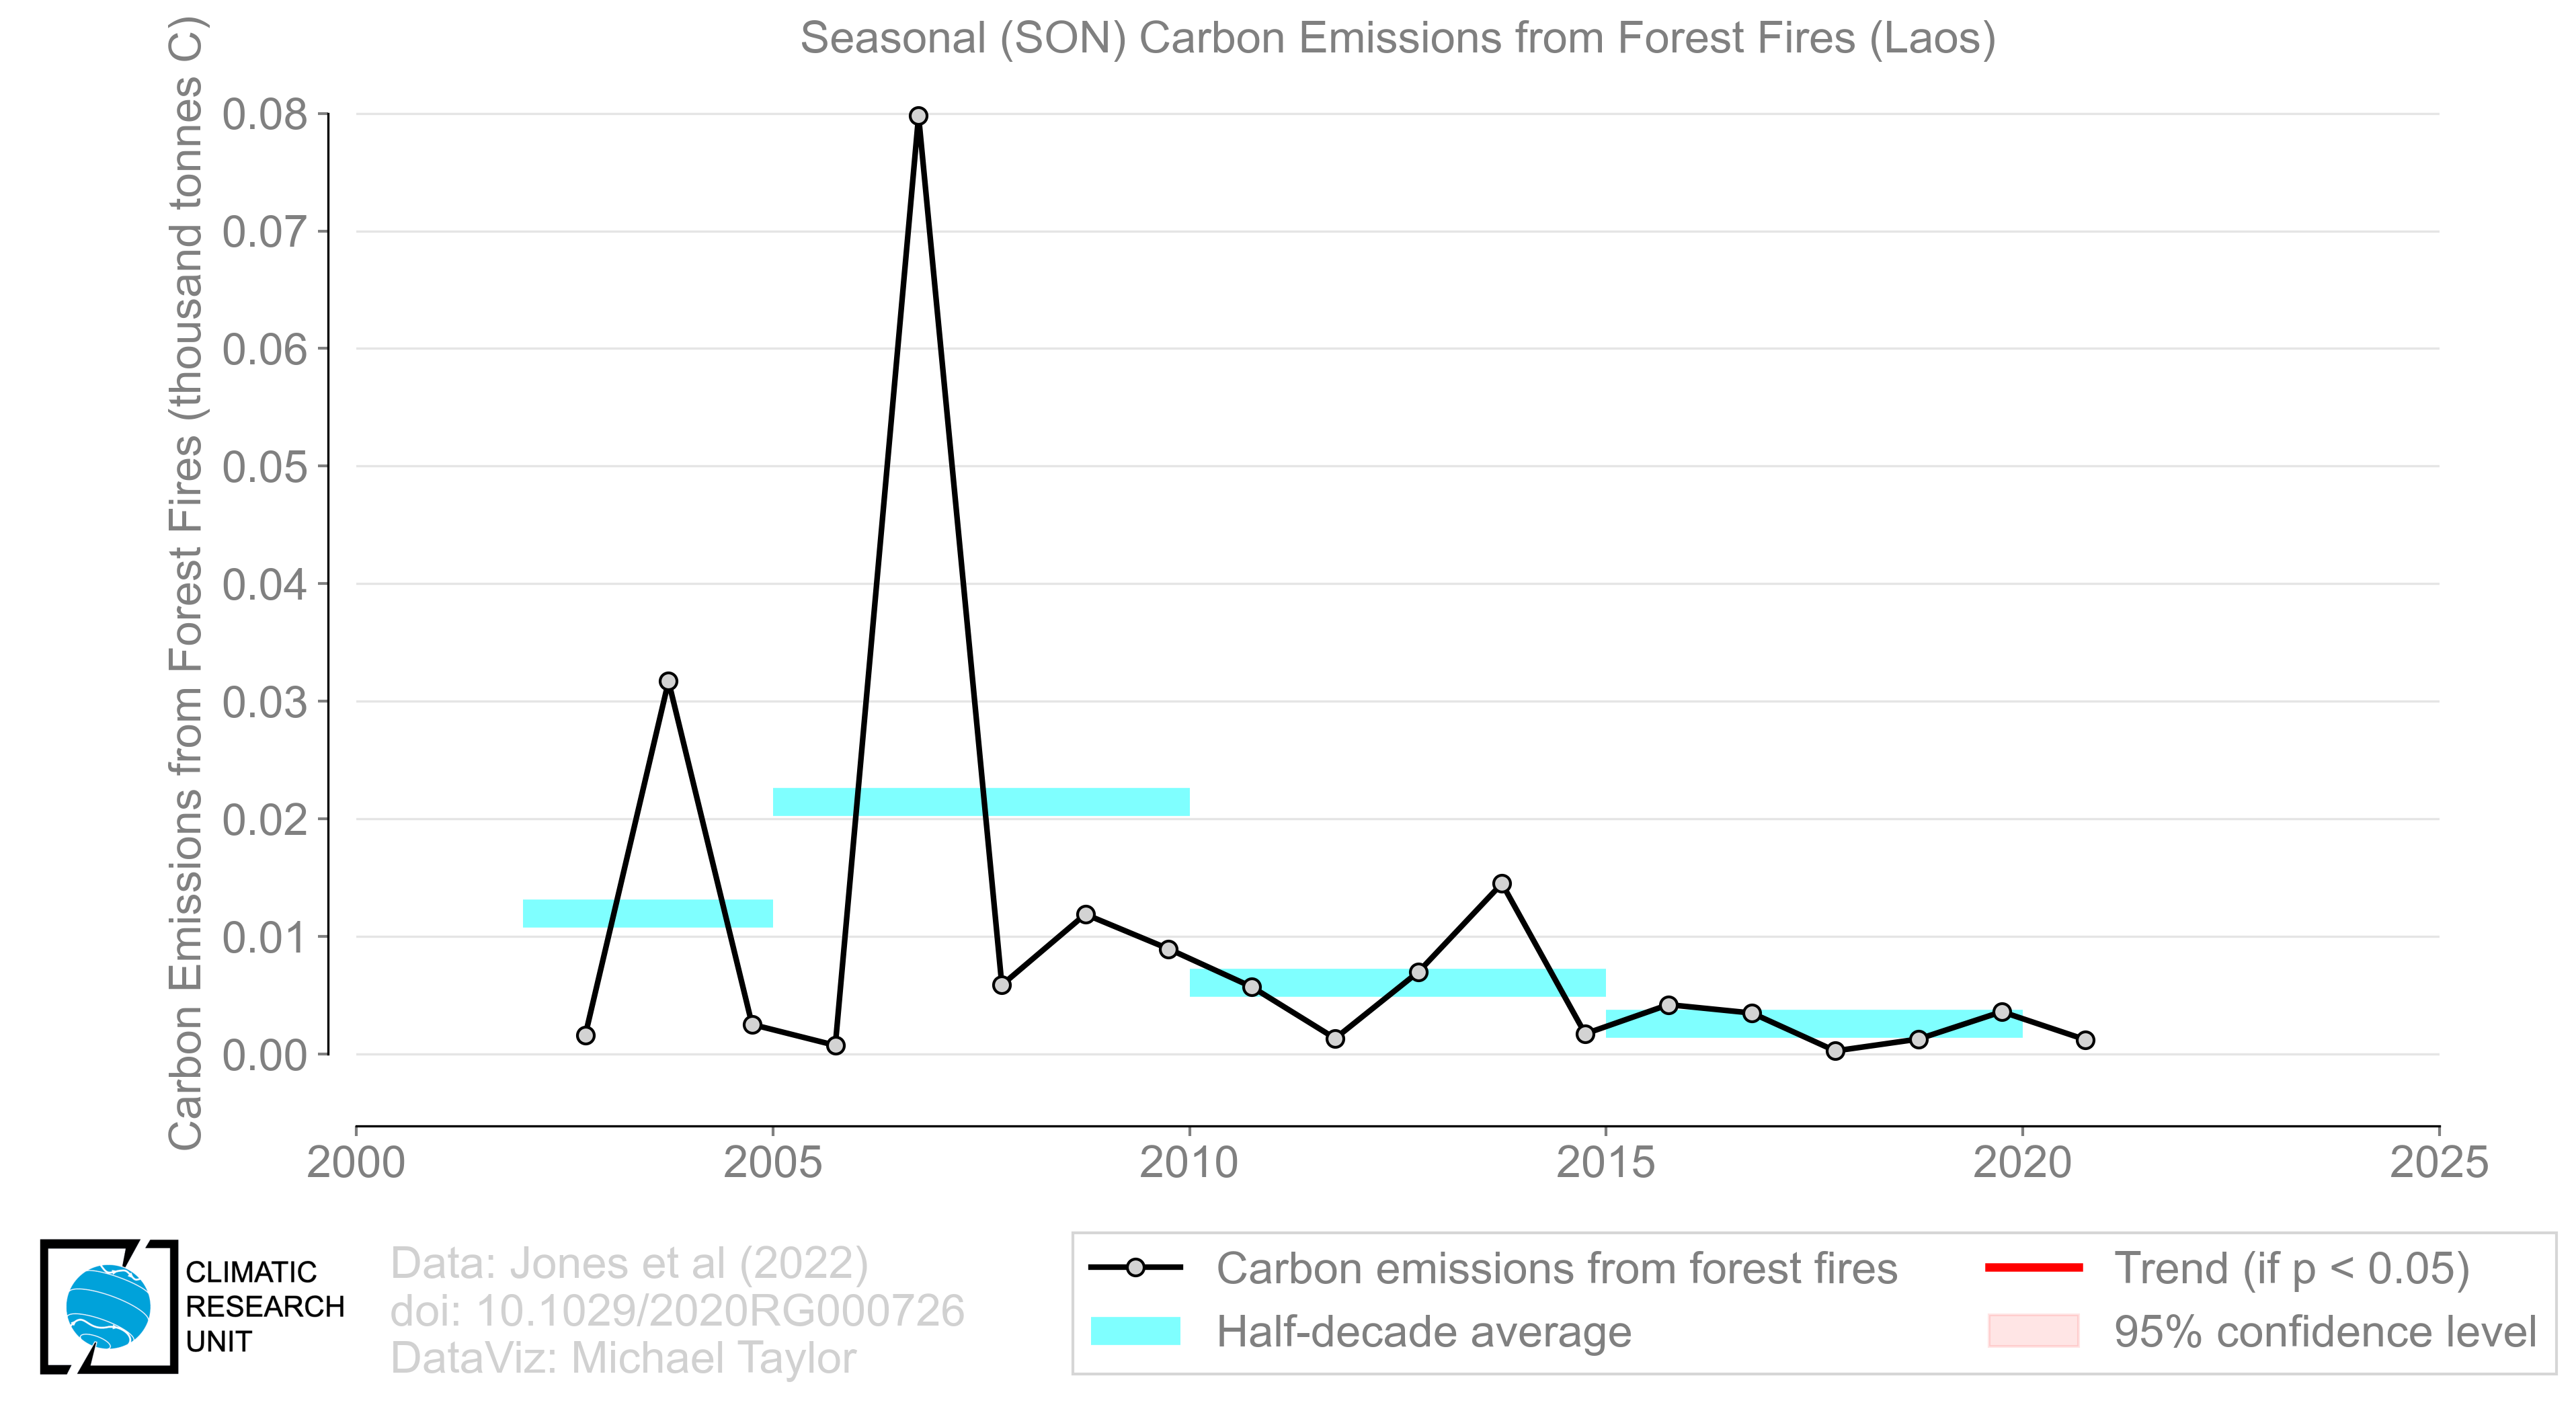 Seasonal (SON) Carbon Emissions from Forest Fires (Laos)
Carbon Emissions from Forest Fires (thousand tonnes C)
0.08
0.07
0.06
0.05
0.04
0.03
0.02
0.01
0.00
2000
2005
2010
2015
2020
2025
CLIMATIC
RESEARCH
UNIT
Data: Jones et al (2022)
doi: 10.1029/2020RG000726
DataViz: Michael Taylor
Carbon emissions from forest fires
Half-decade average
Trend (if p < 0.05)
95% confidence level